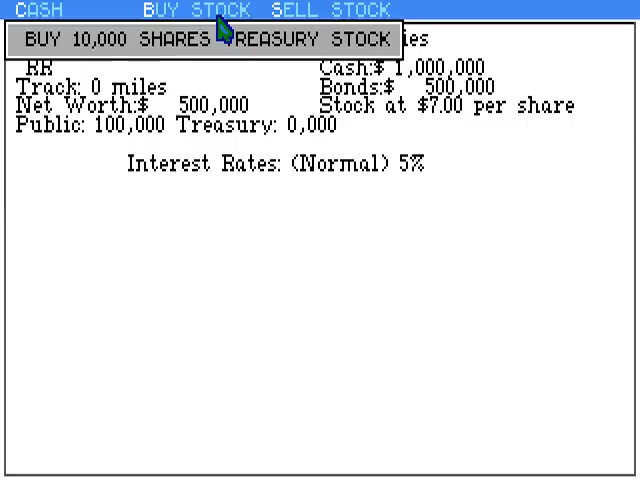 CASH BUY STOCK SELL STOCK
BUY 10,000 SHARES TREASURY STOCK ies
RR Cash:$ 1,000,000
Track: 0 miles Bonds:$ 500,000
Net Worth:$ 500,000 Stock at $7.00 per share
Public: 100,000 Treasury: 0,000
Interest Rates: (Normal) 5%